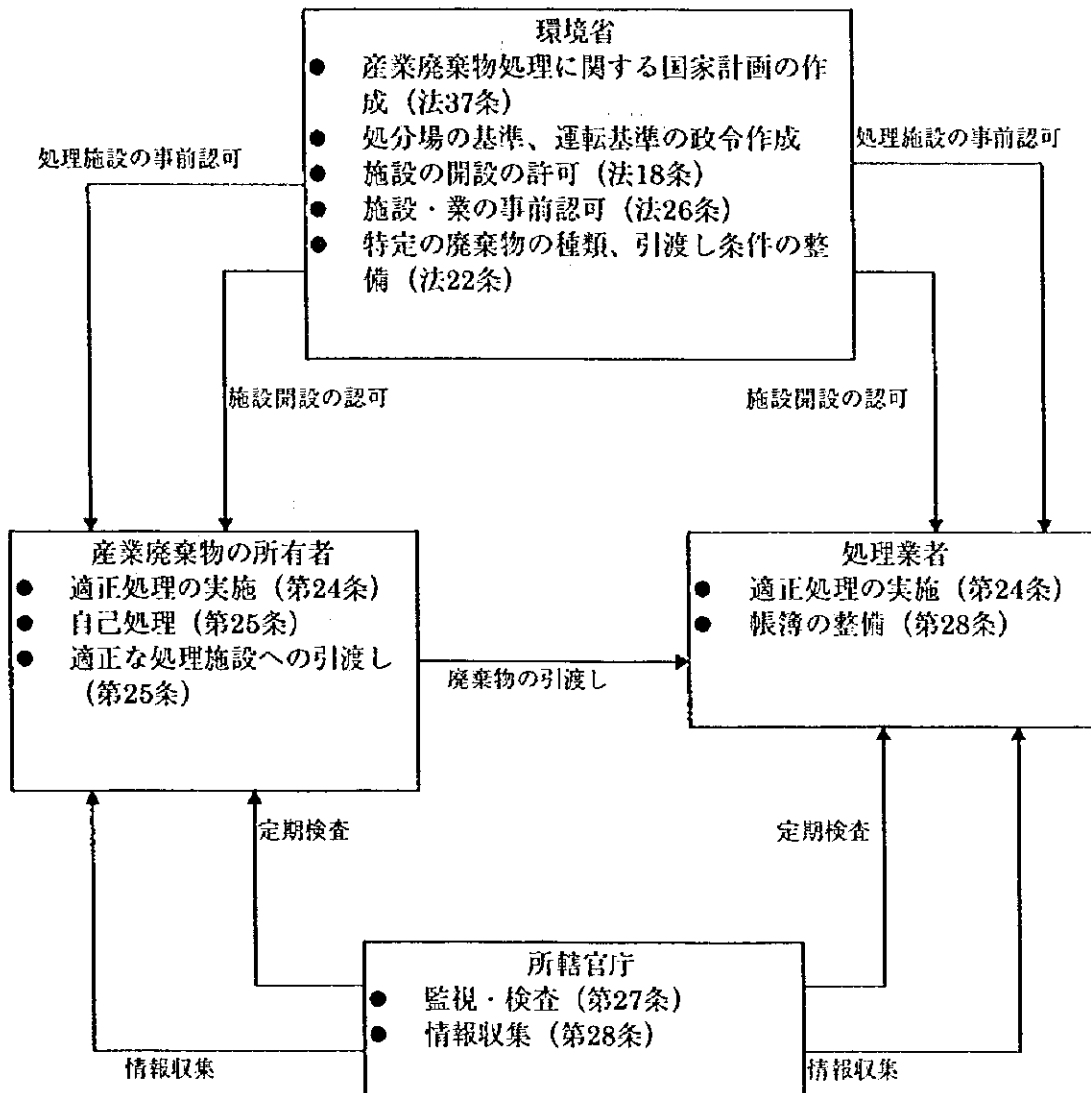 環境省
● 産業廃棄物処理に関する国家計画の作
成（法37条）
● 処分場の基準、運転基準の政令作成
● 施設の開設の許可（法18条）
● 施設・業の事前認可（法26条）
● 特定の廃棄物の種類、引渡し条件の整
備（法22条）
処理施設の事前認可
処理施設の事前認可
施設開設の認可
施設開設の認可
産業廃棄物の所有者
● 適正処理の実施（第24条）
● 自己処理（第25条）
● 適正な処理施設への引渡し
（第25条）
廃棄物の引渡し
処理業者
● 適正処理の実施（第24条）
● 帳簿の整備（第28条）
定期検査
定期検査
所轄官庁
● 監視・検査（第27条）
● 情報収集（第28条）
情報収集
情報収集